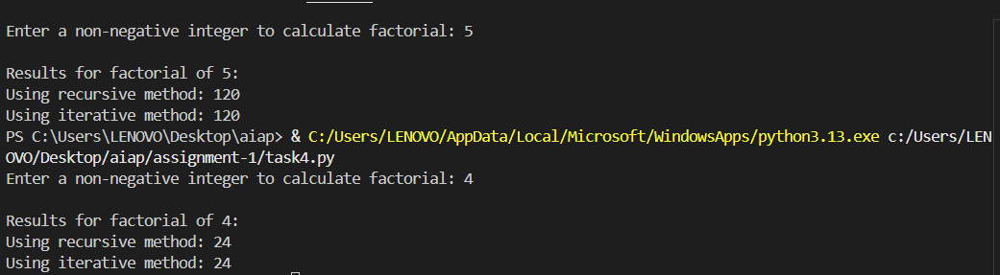 Enter a non-negative integer to calculate factorial: 5
Results for factorial of 5:
Using recursive method: 120
Using iterative method: 120
PS C:\Users\LENOVO\Desktop\aiap> & C:/Users/LENOVO/AppData/Local/Microsoft/WindowsApps/python3.13.exe c:/Users/LEN
OVO/Desktop/aiap/assignment-1/task4.py
Enter a non-negative integer to calculate factorial: 4
Results for factorial of 4:
Using recursive method: 24
Using iterative method: 24